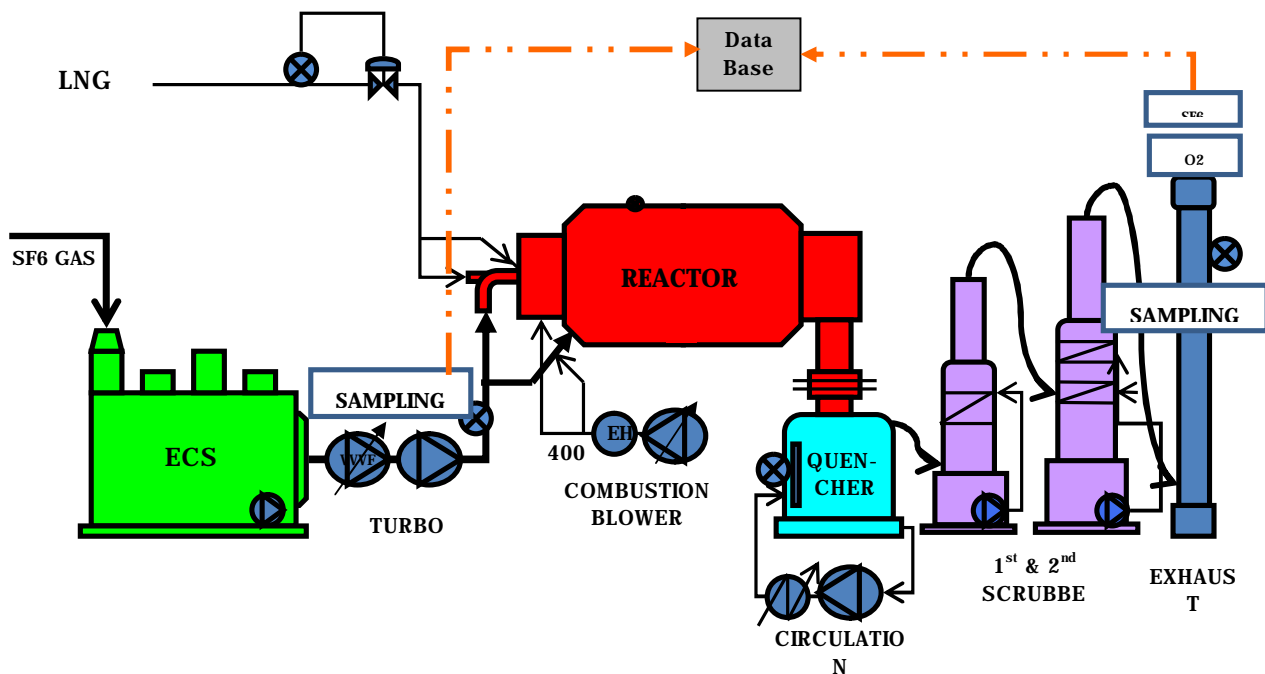 Data
Base
LNG
O2
SF6 GAS
REACTOR
SAMPLING
SAMPLING
ECS
VVVF
EH
400
QUEN-
CHER
COMBUSTION
BLOWER
TURBO
1st & 2nd
SCRUBBE
EXHAUS
T
CIRCULATIO
N